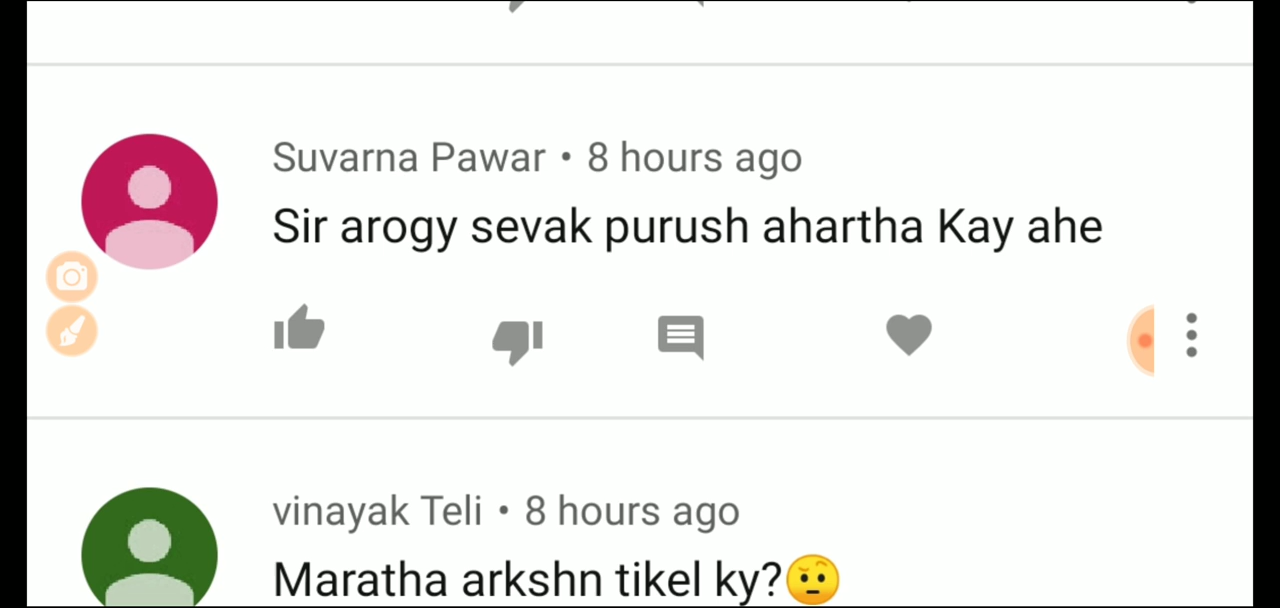 Suvarna Pawar • 8 hours ago
Sir arogy sevak purush ahartha Kay ahe
vinayak Teli • 8 hours ago
Maratha arkshn tikel ky?🤨